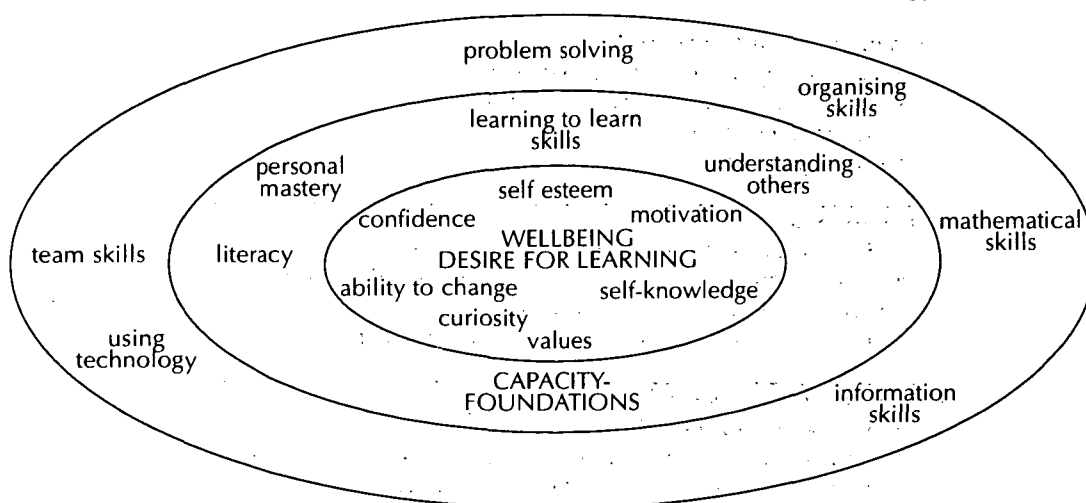 problem solving
organising
skills
learning to learn
skills
personal
mastery
understanding
others
self esteem
confidence
motivation
mathematical
skills
team skills
literacy
WELLBEING
DESIRE FOR LEARNING
ability to change
self-knowledge
curiosity
values
using
technology
CAPACITY-
FOUNDATIONS
information
skills